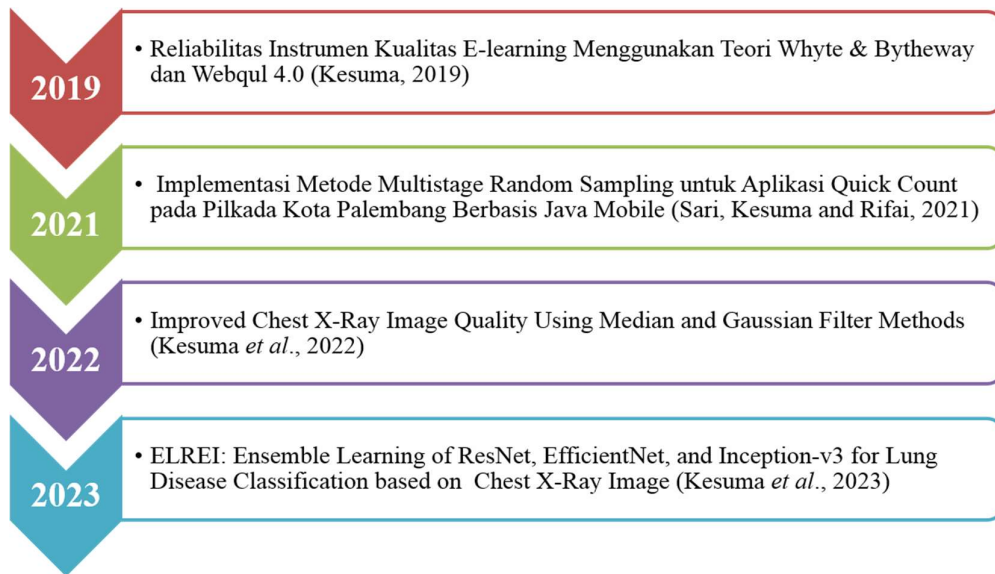 2019
• Reliabilitas Instrumen Kualitas E-learning Menggunakan Teori Whyte & Bytheway
dan Webqul 4.0 (Kesuma, 2019)
2021
• Implementasi Metode Multistage Random Sampling untuk Aplikasi Quick Count
pada Pilkada Kota Palembang Berbasis Java Mobile (Sari, Kesuma and Rifai, 2021)
2022
• Improved Chest X-Ray Image Quality Using Median and Gaussian Filter Methods
(Kesuma et al., 2022)
2023
• ELREI: Ensemble Learning of ResNet, EfficientNet, and Inception-v3 for Lung
Disease Classification based on Chest X-Ray Image (Kesuma et al., 2023)